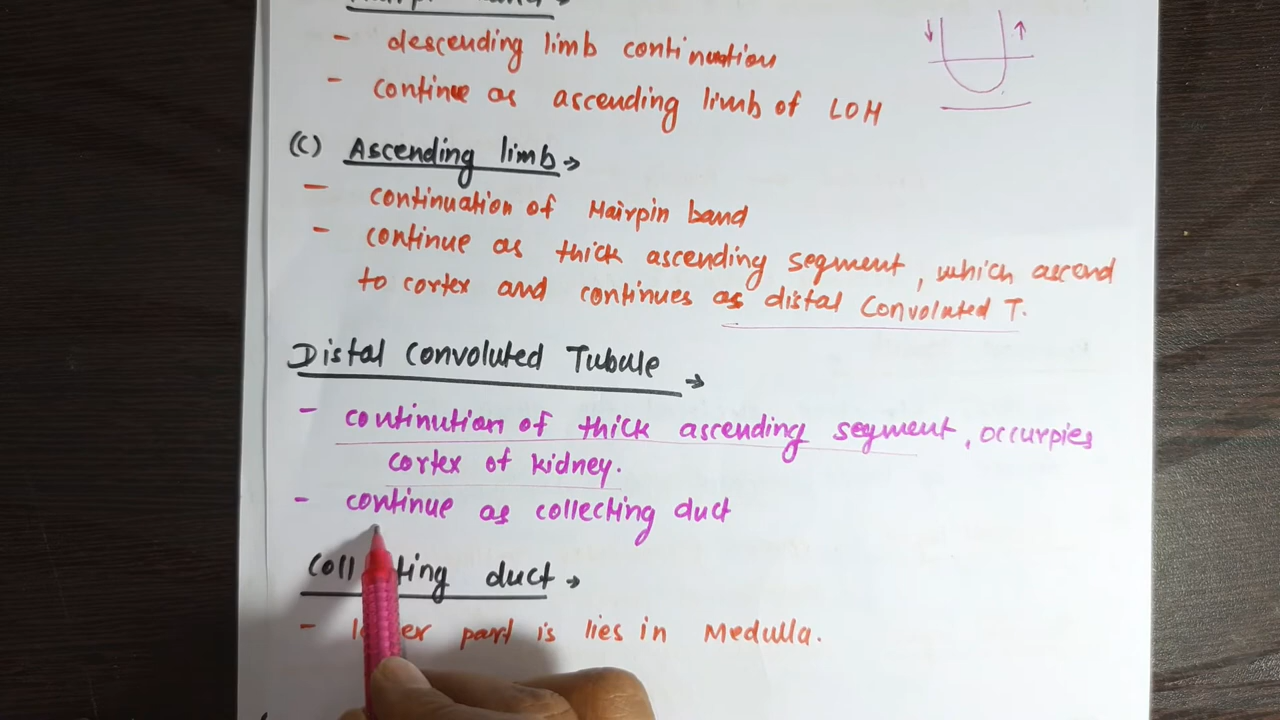 - descending limb continuation
- continue as ascending limb of LOH
(C) Ascending limb →
- continuation of Hairpin band
- continue as thick ascending segment, which ascend
to cortex and continues as distal Convoluted T.
Distal Convoluted Tubule →
- continution of thick ascending segment, occurpies
cortex of kidney.
- continue as collecting duct
duct →
- part is lies in Medulla.